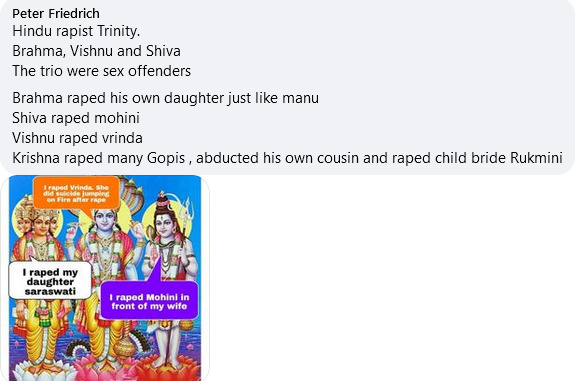 Peter Friedrich
Hindu rapist Trinity.
Brahma, Vishnu and Shiva
The trio were sex offenders
Brahma raped his own daughter just like manu
Shiva raped mohini
Vishnu raped vrinda
Krishna raped many Gopis , abducted his own cousin and raped child bride Rukmini
I raped Vrinda. She
did suicide jumping
on Fire after rape
I raped my
daughter
saraswati
I raped Mohini in
front of my wife